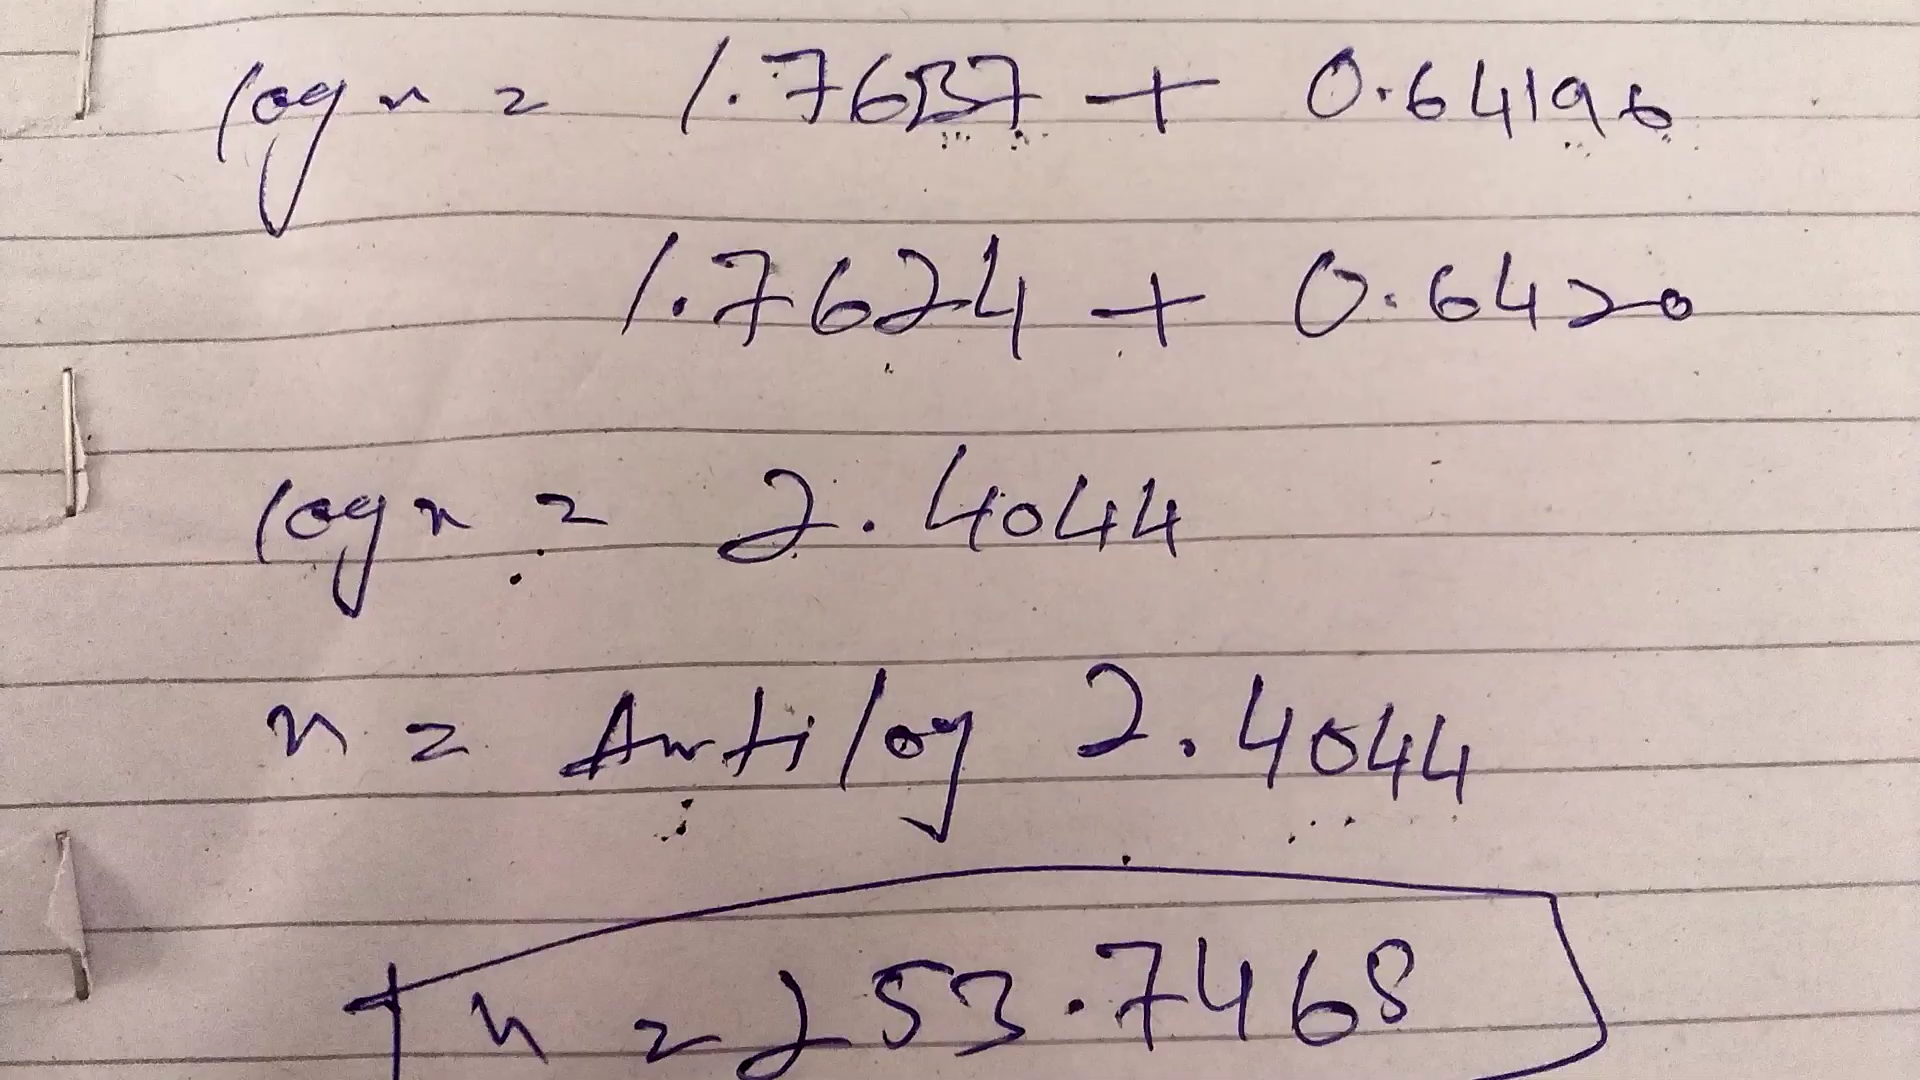 log x = 1.7637 + 0.64196
1.7624 + 0.6420
log x = 2.4044
x = Antilog 2.4044
x = 253.7468